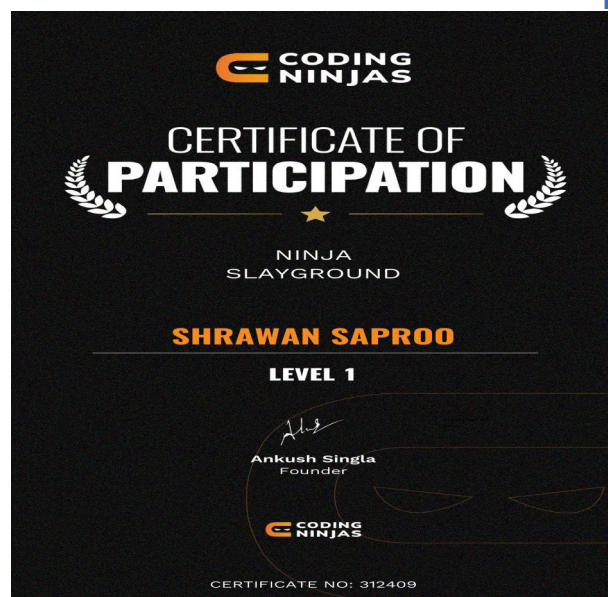 CODING
NINJAS
CERTIFICATE OF
PARTICIPATION
NINJA
SLAYGROUND
SHRAWAN SAPROO
LEVEL 1
Ankush Singla
Founder
CODING
NINJAS
CERTIFICATE NO: 312409